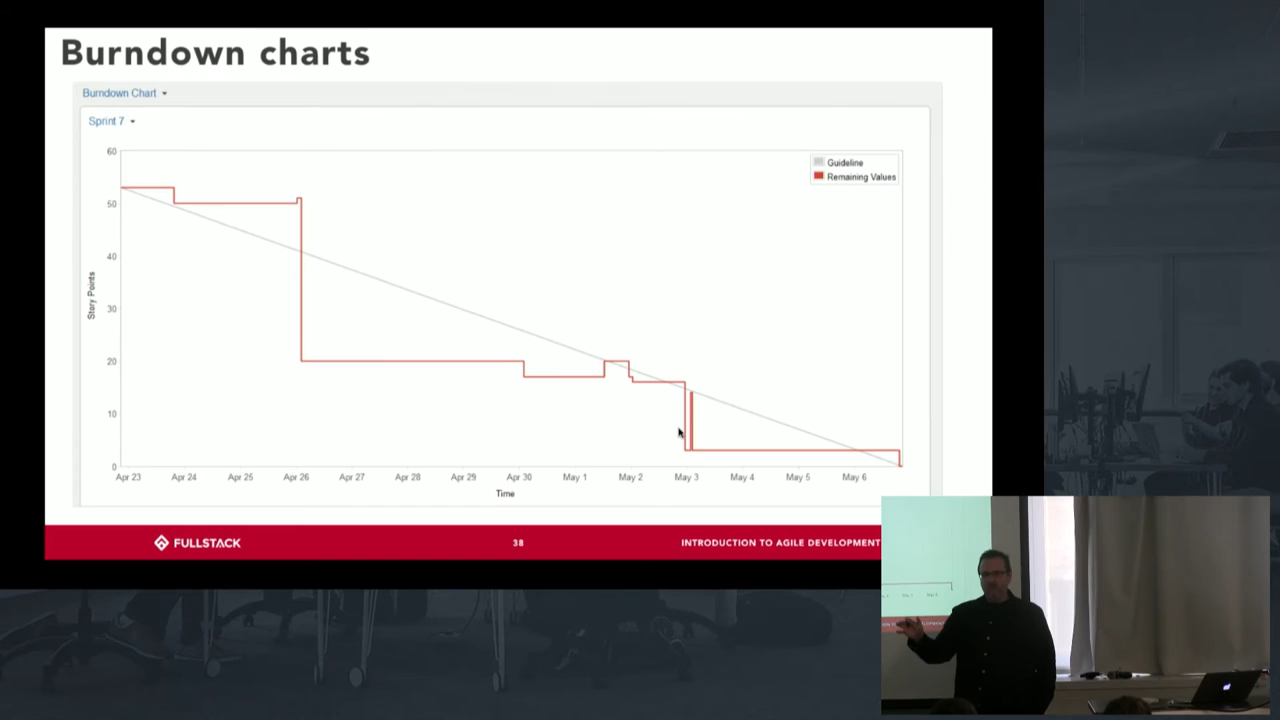 Burndown charts
Burndown Chart
Sprint 7
60
50
40
30
20
10
0
Story Points
Guideline
Remaining Values
Apr 23 Apr 24 Apr 25 Apr 26 Apr 27 Apr 28 Apr 29 Apr 30 May 1 May 2 May 3 May 4 May 5 May 6
Time
FULLSTACK 38 INTRODUCTION TO AGILE DEVELOPMENT